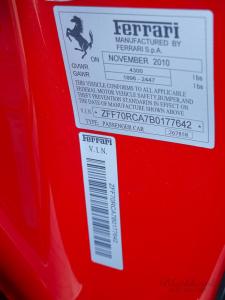 Ferrari
MANUFACTURED BY
FERRARI S.p.A.
ON NOVEMBER 2010
GVWR 4300 lbs
GAWR 1896-2447 lbs
THIS VEHICLE CONFORMS TO ALL APPLICABLE
FEDERAL MOTOR VEHICLE SAFETY, BUMPER, AND
THEFT PREVENTION STANDARDS IN EFFECT ON
THE DATE OF MANUFACTURE SHOWN ABOVE
V.I.N. ZFF70RCA7B0177642
TYPE: PASSENGER CAR
V.I.N.
ZFF70RCA7B0177642